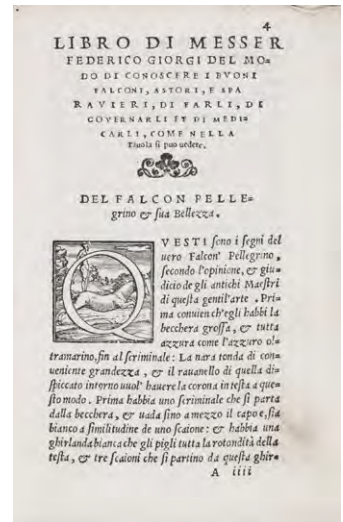 4
LIBRO DI MESSER
FEDERICO GIORGI DEL MO=
DO DI CONOSCERE I BVONI
FALCONI, ASTORI, E SPA
RAVIERI, DI FARLI, DI
GOVERNARLI ET DI MEDI=
CARLI, COME NELLA
Tauola si puo uedere.
DEL FALCON PELLE=
grino & sua Bellezza.
QVESTI sono i segni del
uero Falcon' Pellegrino,
secondo l'opinione, & giu=
dicio de gli antichi Maestri
di questa gentil'arte. Pri=
ma conuien ch'egli habbi la
becchera grossa, & tutta
azzura come l'azzuro ol=
tramarino, fin al scriminale: La nara tonda di con=
ueniente grandezza, & il rauanello di quella di=
spiccato intorno uuol' hauere la corona in testa a que=
sto modo. Prima habbia uno scriminale che si parta
dalla becchera, & uada fino a mezzo il capo e, sia
bianco a similitudine de uno scaione: & habbia una
ghirlanda bianca che gli pigli tutta la rotondità della
testa, & tre scaioni che si partino da questa ghir=
A iiii